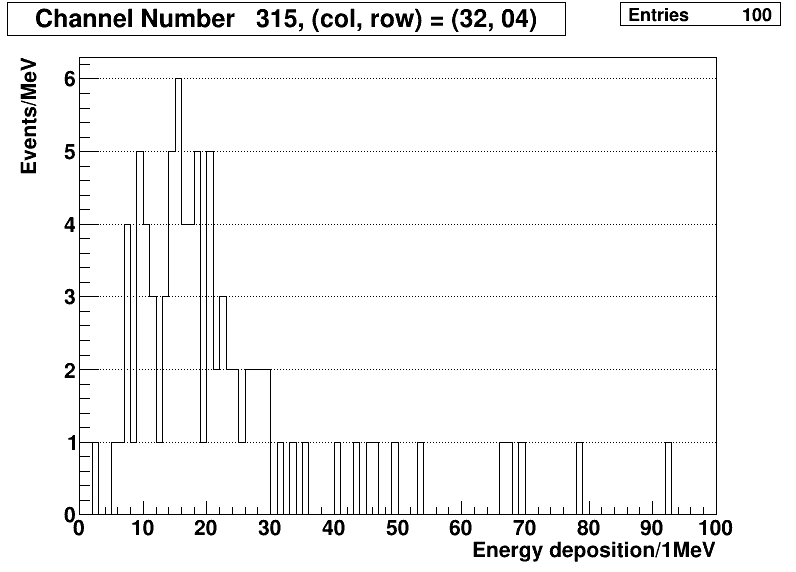 Channel Number 315, (col, row) = (32, 04)
Entries 100
Events/MeV
6
5
4
3
2
1
0
0 10 20 30 40 50 60 70 80 90 100
Energy deposition/1MeV